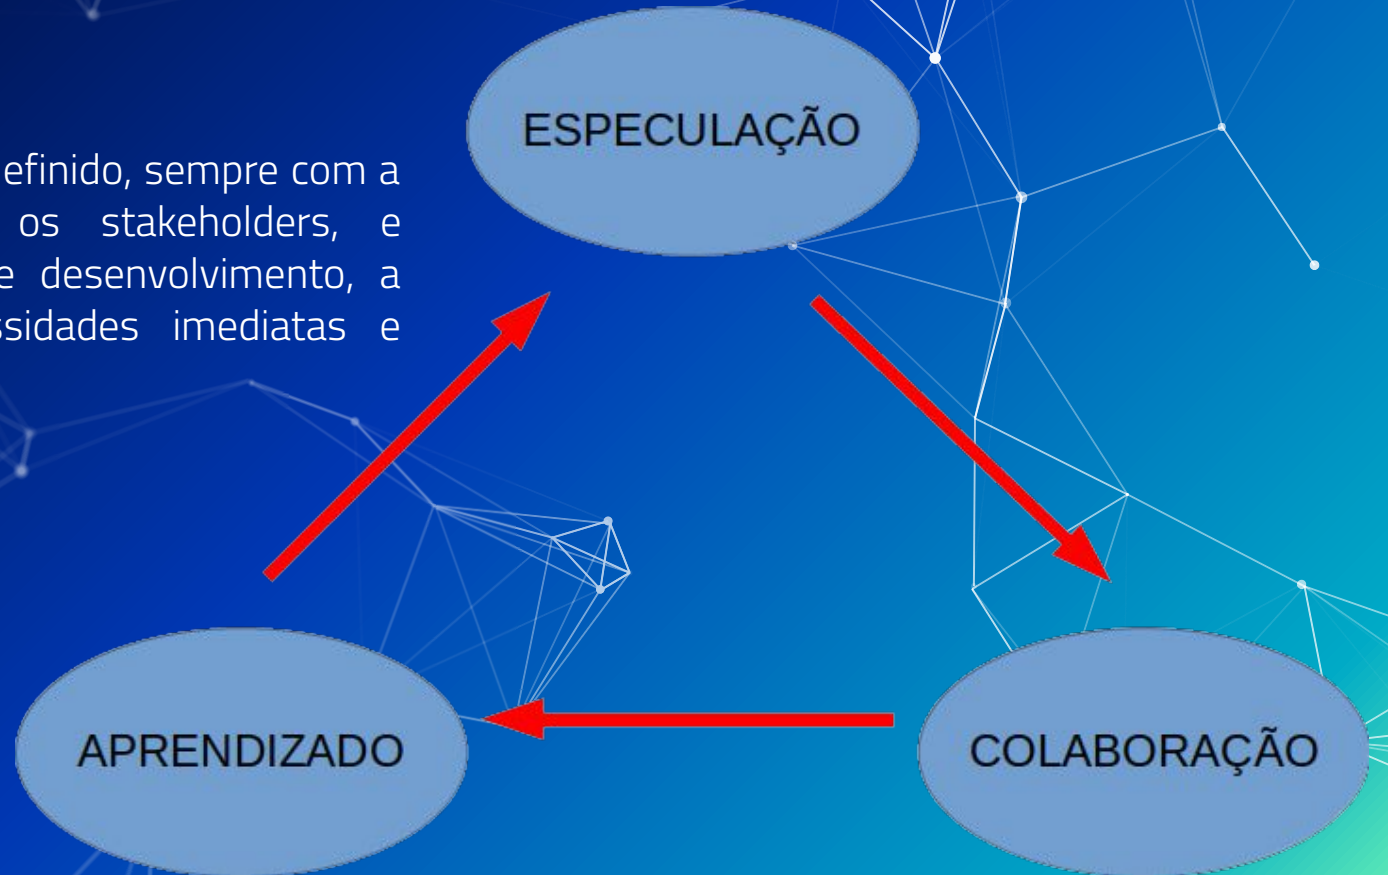 ESPECULAÇÃO
efinido, sempre com a
os stakeholders, e
e desenvolvimento, a
ssidades imediatas e
APRENDIZADO
COLABORAÇÃO